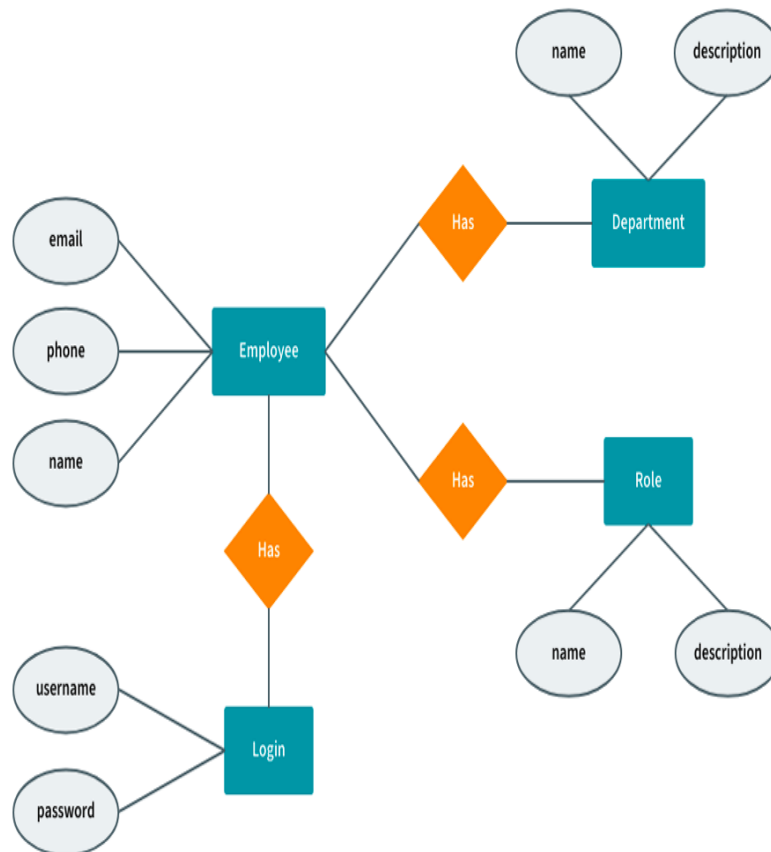 name
description
Has
Department
email
phone
Employee
name
Has
Role
Has
name
description
username
Login
password